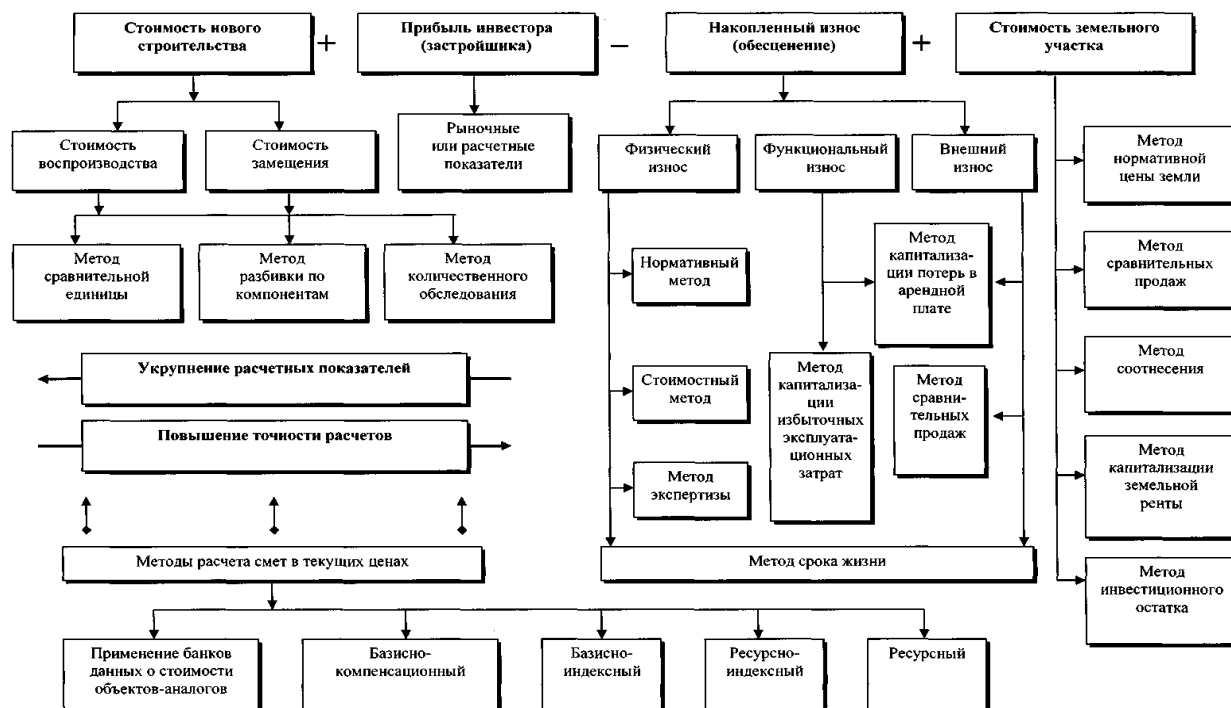 Стоимость нового
строительства
+
Прибыль инвестора
(застройщика)
–
Накопленный износ
(обесценение)
+
Стоимость земельного
участка
Стоимость
воспроизводства
Стоимость
замещения
Рыночные
или расчетные
показатели
Физический
износ
Функциональный
износ
Внешний
износ
Метод
нормативной
цены земли
Метод
сравнительной
единицы
Метод
разбивки по
компонентам
Метод
количественного
обследования
Нормативный
метод
Метод
капитализа-
ции потерь в
арендной
плате
Метод
сравнительных
продаж
Укрупнение расчетных показателей
Стоимостный
метод
Метод
капитализа-
ции
избыточных
эксплуата-
ционных
затрат
Метод
сравни-
тельных
продаж
Метод
соотнесения
Повышение точности расчетов
Метод
экспертизы
Метод
капитализации
земельной
ренты
Методы расчета смет в текущих ценах
Метод срока жизни
Метод
инвестиционного
остатка
Применение банков
данных о стоимости
объектов-аналогов
Базисно-
компенсационный
Базисно-
индексный
Ресурсно-
индексный
Ресурсный